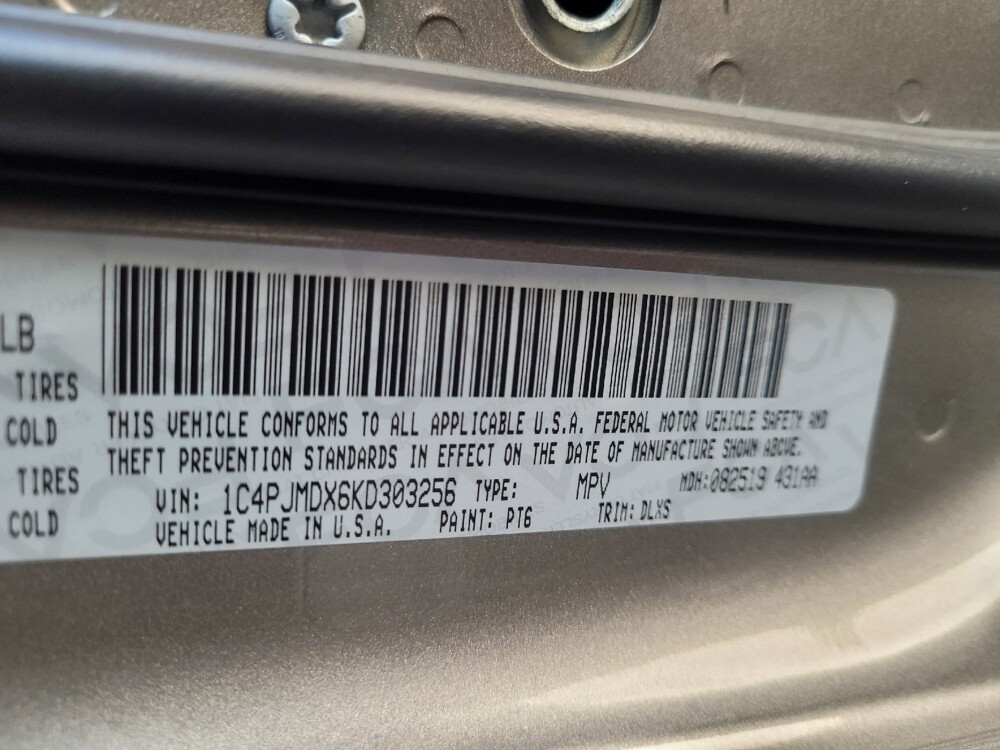 LB
TIRES
COLD
TIRES
COLD
THIS VEHICLE CONFORMS TO ALL APPLICABLE U.S.A. FEDERAL MOTOR VEHICLE SAFETY AND
THEFT PREVENTION STANDARDS IN EFFECT ON THE DATE OF MANUFACTURE SHOWN ABOVE.
VIN: 1C4PJMDX6KD303256 TYPE: MPV MDH:082519 431AA
VEHICLE MADE IN U.S.A. PAINT: PT6 TRIM: DLXS